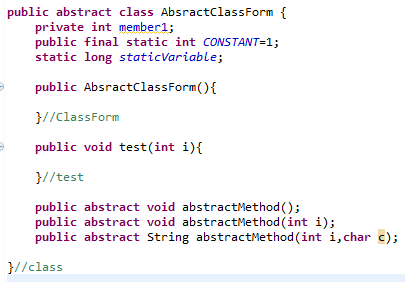 public abstract class AbsractClassForm {
private int member1;
public final static int CONSTANT=1;
static long staticVariable;
public AbsractClassForm(){
}//ClassForm
public void test(int i){
}//test
public abstract void abstractMethod();
public abstract void abstractMethod(int i);
public abstract String abstractMethod(int i,char c);
}//class